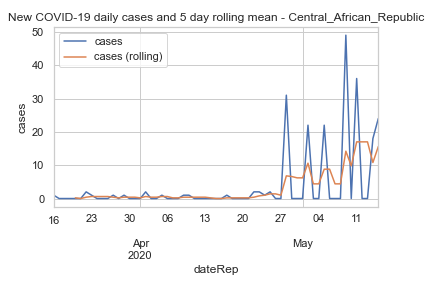 New COVID-19 daily cases and 5 day rolling mean - Central_African_Republic
cases
cases (rolling)
50
40
30
20
10
0
cases
16 23 30 06 13 20 27 04 11
Apr May
2020
dateRep